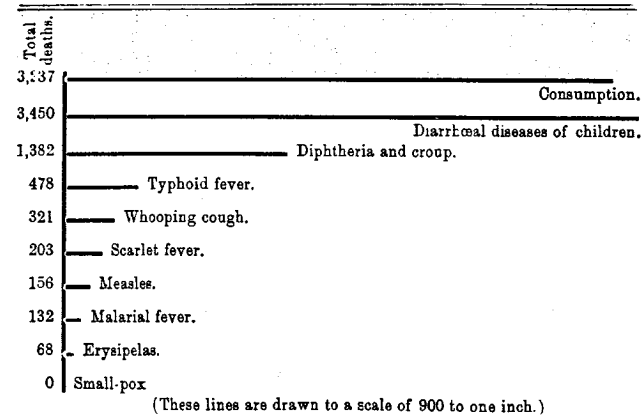 Total
deaths.
Consumption.
3,450
Diarrhœal diseases of children.
1,382 Diphtheria and croup.
478 Typhoid fever.
321 Whooping cough.
203 Scarlet fever.
156 Measles.
132 Malarial fever.
68 Erysipelas.
0 Small-pox
(These lines are drawn to a scale of 900 to one inch.)